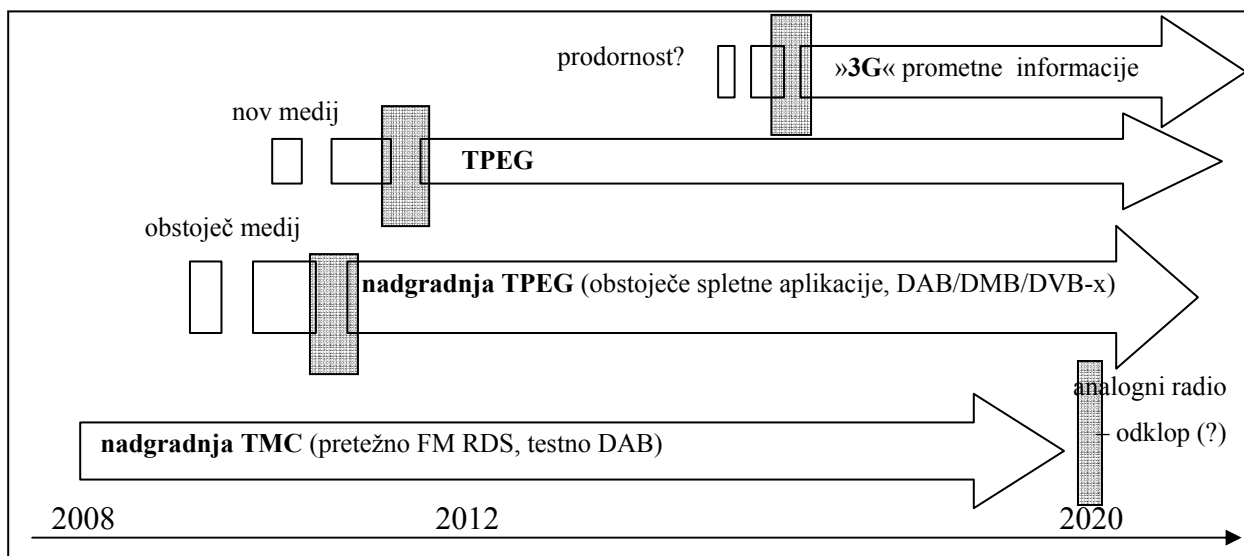 prodornost?
»3G« prometne informacije
nov medij
TPEG
obstoječ medij
nadgradnja TPEG (obstoječe spletne aplikacije, DAB/DMB/DVB-x)
analogni radio
– odklop (?)
nadgradnja TMC (pretežno FM RDS, testno DAB)
2008 2012 2020